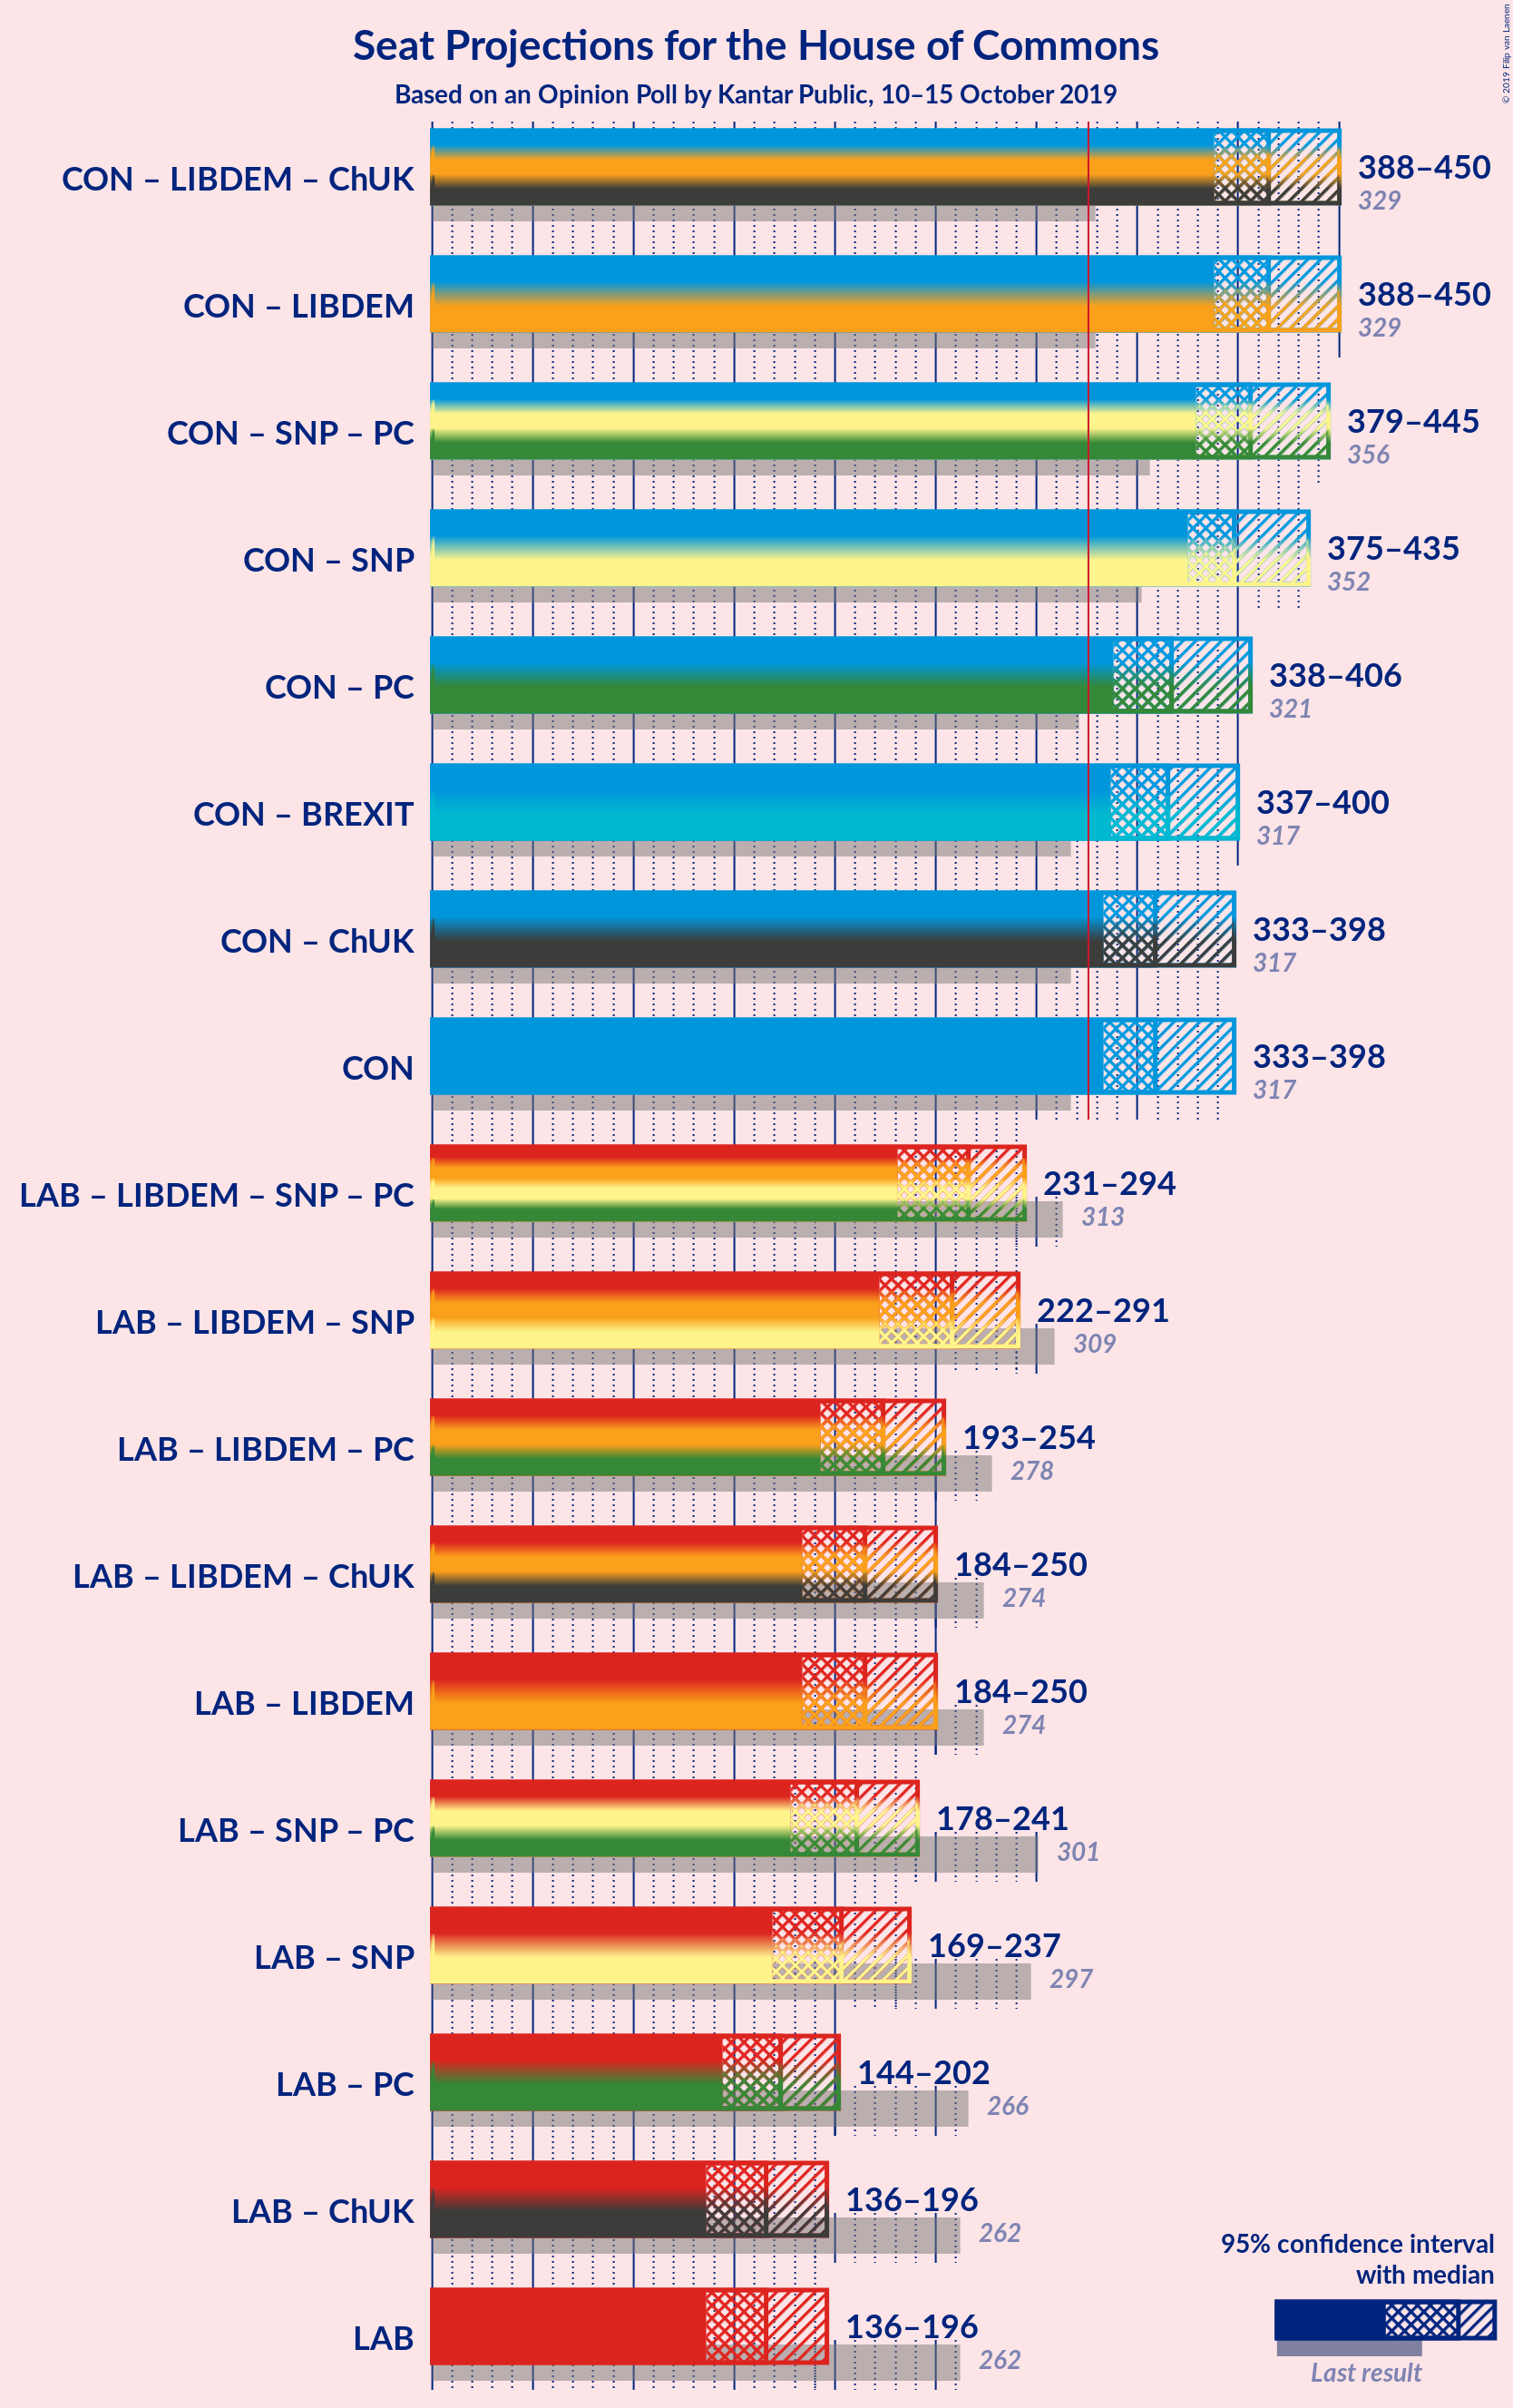 Seat Projections for the House of Commons
Based on an Opinion Poll by Kantar Public, 10–15 October 2019
© 2019 Filip van Laenen
CON – LIBDEM – ChUK
388–450
329
CON – LIBDEM
388–450
329
CON – SNP – PC
379–445
356
CON – SNP
375–435
352
CON – PC
338–406
321
CON – BREXIT
337–400
317
CON – ChUK
333–398
317
CON
333–398
317
LAB – LIBDEM – SNP – PC
231–294
313
LAB – LIBDEM – SNP
222–291
309
LAB – LIBDEM – PC
193–254
278
LAB – LIBDEM – ChUK
184–250
274
LAB – LIBDEM
184–250
274
LAB – SNP – PC
178–241
301
LAB – SNP
169–237
297
LAB – PC
144–202
266
LAB – ChUK
136–196
262
LAB
136–196
262
95% confidence interval
with median
Last result